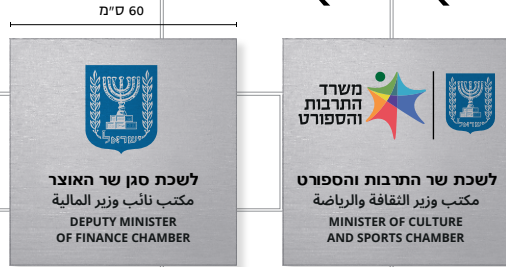 60 ס"מ
ישראל
לשכת סגן שר האוצר
مكتب نائب وزير المالية
DEPUTY MINISTER
OF FINANCE CHAMBER
משרד
התרבות
והספורט
ישראל
לשכת שר התרבות והספורט
مكتب وزير الثقافة والرياضة
MINISTER OF CULTURE
AND SPORTS CHAMBER